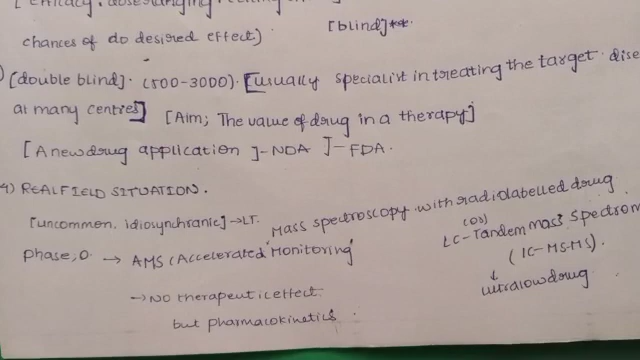 chances of do desired effect) [blind]
[double blind]. (500-3000). [usually specialist in treating the target dise
at many centres] [Aim; The value of drug in a therapy]
[A new drug application ]-NDA ]-FDA.
4) REALFIELD SITUATION.
[uncommon. idiosynchranic]→LT.
Mass spectroscopy with radiolabelled drug
(OS)
LC-Tandem mass spectrom
(LC-MS-MS).
↓
ultralowdrug
phase, 0. → AMS (Accelerated Monitoring
→ NO therapeutic effect.
but pharmacokinetics.